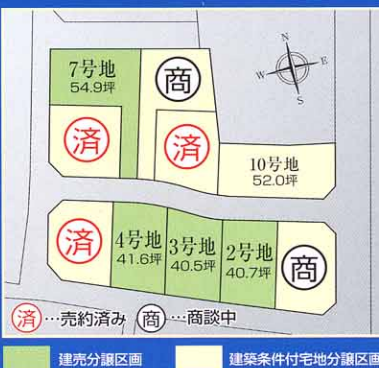 N
W E
S
7号地
54.9坪
商
済
済
10号地
52.0坪
済
4号地
41.6坪
3号地
40.5坪
2号地
40.7坪
商
済…売約済み 商…商談中
建売分譲区画 建築条件付宅地分譲区画